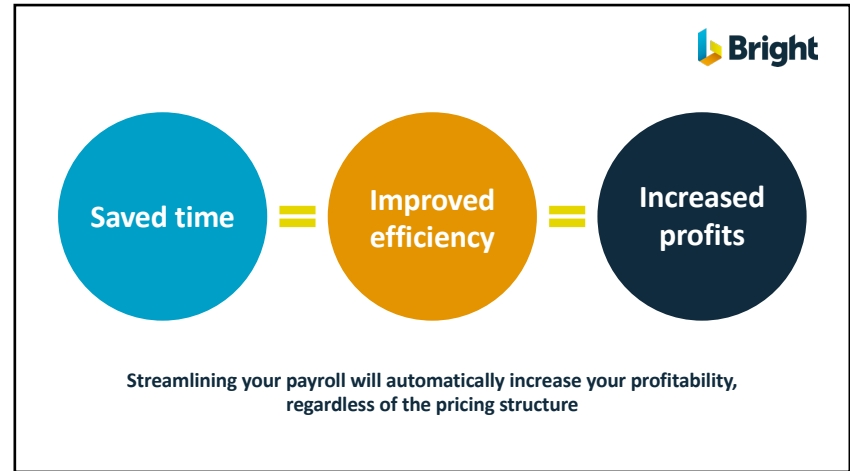 Bright
Saved time
=
Improved
efficiency
=
Increased
profits
Streamlining your payroll will automatically increase your profitability,
regardless of the pricing structure